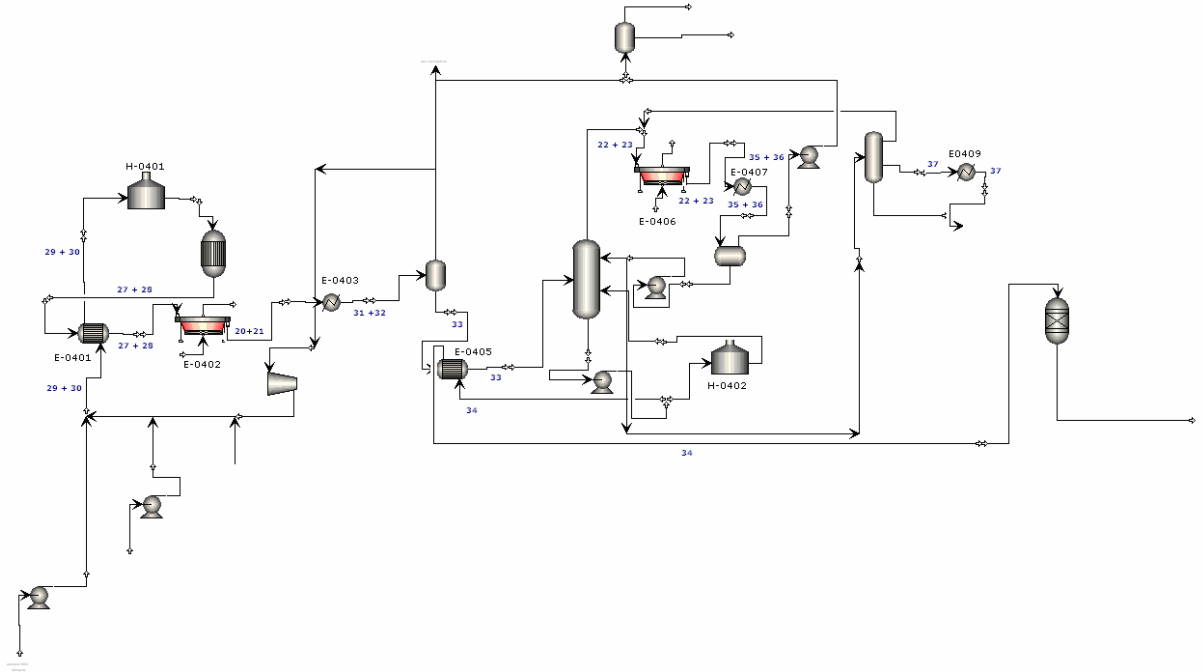 H-0401
22 + 23
35 + 36
E-0407
E0409
37
37
22 + 23
35 + 36
E-0406
29 + 30
27 + 28
E-0403
31 +32
20+21
33
27 + 28
E-0401
E-0402
E-0405
33
H-0402
29 + 30
34
34